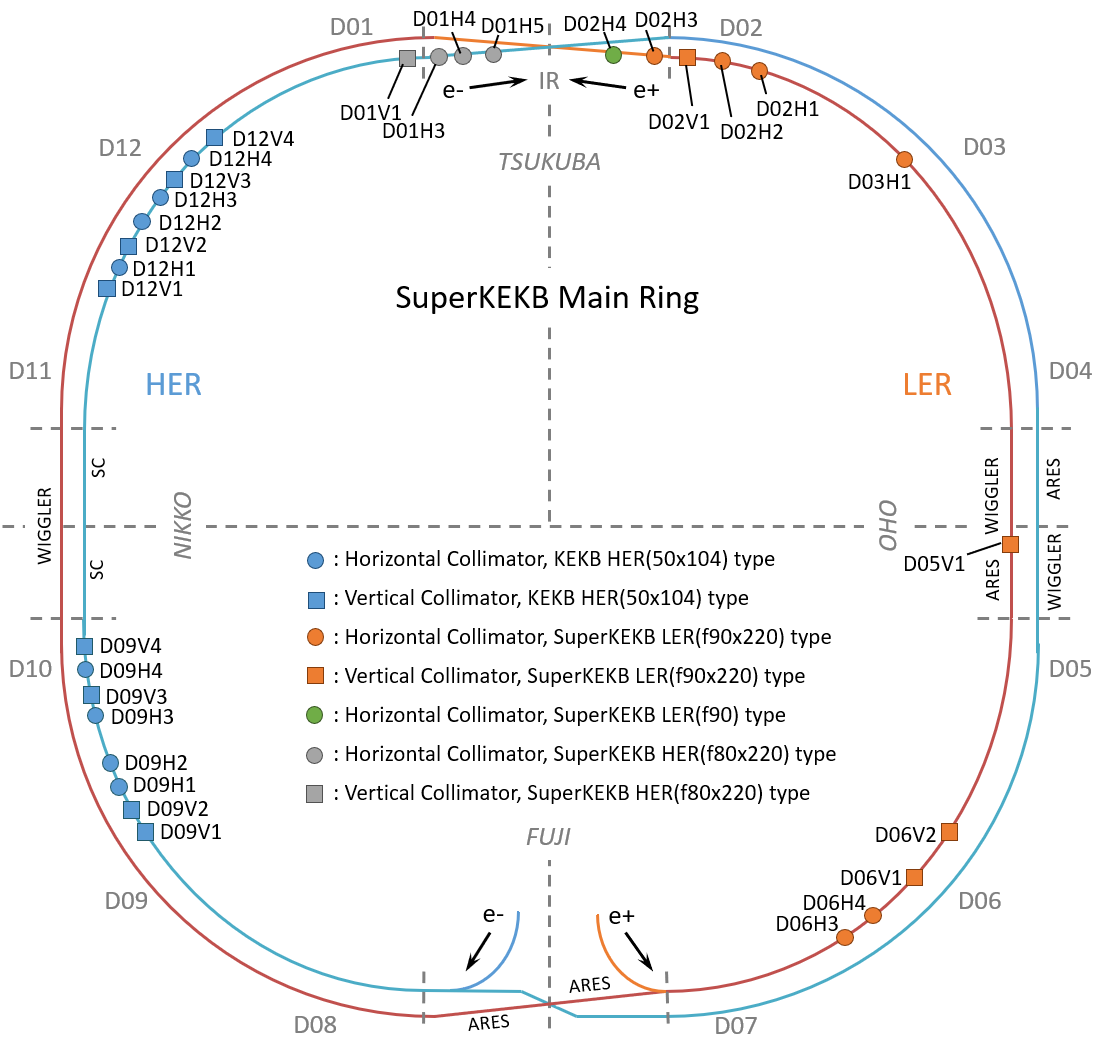 D01
D01H4
D01H5
D02H4
D02H3
D02
e-
IR
e+
D01V1
D01H3
D02V1
D02H2
D02H1
TSUKUBA
D12
D03
D03H1
D12V4
D12H4
D12V3
D12H3
D12H2
D12V2
D12H1
D12V1
SuperKEKB Main Ring
D11
HER
LER
D04
SC
WIGGLER
ARES
WIGGLER
NIKKO
OHO
SC
D05V1
ARES
WIGGLER
: Horizontal Collimator, KEKB HER(50x104) type
: Vertical Collimator, KEKB HER(50x104) type
: Horizontal Collimator, SuperKEKB LER(f90x220) type
: Vertical Collimator, SuperKEKB LER(f90x220) type
: Horizontal Collimator, SuperKEKB LER(f90) type
: Horizontal Collimator, SuperKEKB HER(f80x220) type
: Vertical Collimator, SuperKEKB HER(f80x220) type
D10
D05
D09V4
D09H4
D09V3
D09H3
D09H2
D09H1
D09V2
D09V1
FUJI
D06V2
D06V1
D06H4
D06H3
D09
D06
e-
e+
ARES
ARES
D08
D07